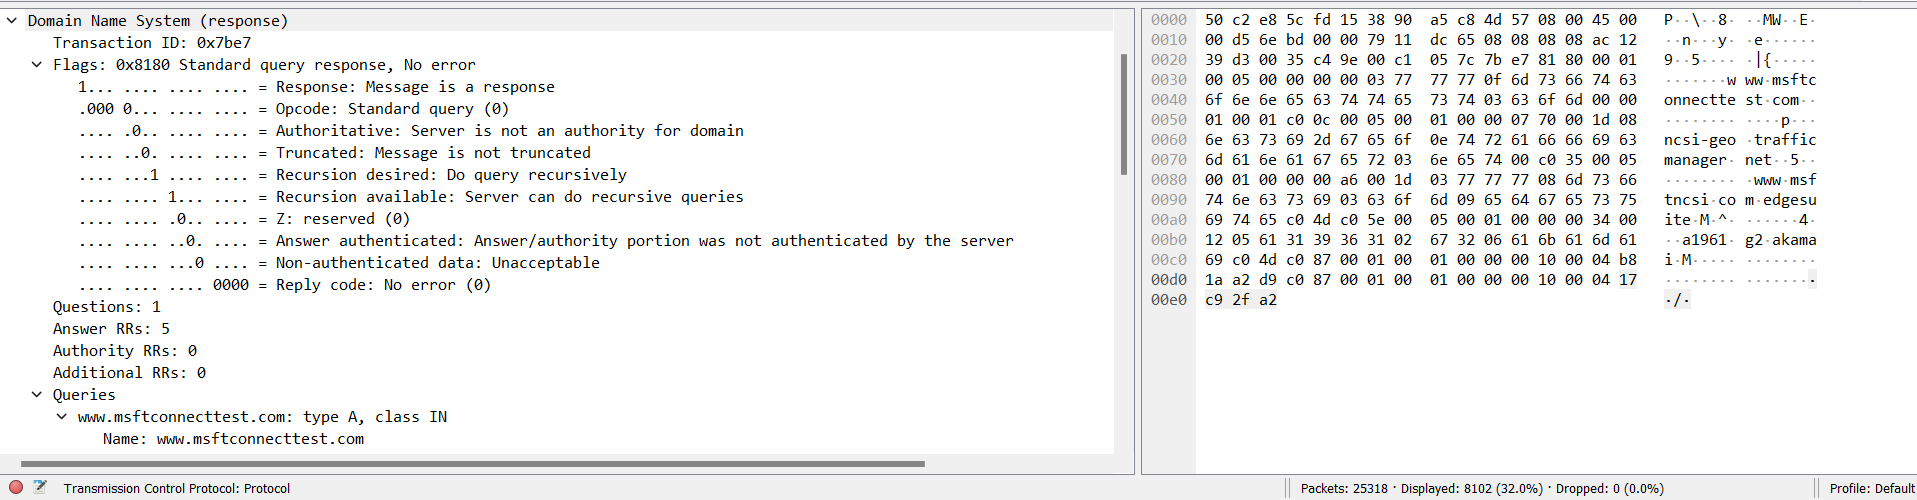 Domain Name System (response)
Transaction ID: 0x7be7
Flags: 0x8180 Standard query response, No error
1... .... .... .... = Response: Message is a response
.000 0... .... .... = Opcode: Standard query (0)
.... .0.. .... .... = Authoritative: Server is not an authority for domain
.... ..0. .... .... = Truncated: Message is not truncated
.... ...1 .... .... = Recursion desired: Do query recursively
.... .... 1... .... = Recursion available: Server can do recursive queries
.... .... .0.. .... = Z: reserved (0)
.... .... ..0. .... = Answer authenticated: Answer/authority portion was not authenticated by the server
.... .... ...0 .... = Non-authenticated data: Unacceptable
.... .... .... 0000 = Reply code: No error (0)
Questions: 1
Answer RRs: 5
Authority RRs: 0
Additional RRs: 0
Queries
www.msftconnecttest.com: type A, class IN
Name: www.msftconnecttest.com
0000 50 c2 e8 5c fd 15 38 90 a5 c8 4d 57 08 00 45 00 P··\··8· ··MW··E·
0010 00 d5 6e bd 00 00 79 11 dc 65 08 08 08 08 ac 12 ··n···y· ·e······
0020 39 d3 00 35 c4 9e 00 c1 05 7c 7b e7 81 80 00 01 9··5···· ·|{·····
0030 00 05 00 00 00 00 03 77 77 77 0f 6d 73 66 74 63 ·······w ww·msftc
0040 6f 6e 6e 65 63 74 74 65 73 74 03 63 6f 6d 00 00 onnectte st·com··
0050 01 00 01 c0 0c 00 05 00 01 00 00 07 70 00 1d 08 ········ ····p···
0060 6e 63 73 69 2d 67 65 6f 0e 74 72 61 66 66 69 63 ncsi-geo ·traffic
0070 6d 61 6e 61 67 65 72 03 6e 65 74 00 c0 35 00 05 manager· net··5··
0080 00 01 00 00 00 a6 00 1d 03 77 77 77 08 6d 73 66 ········ ·www·msf
0090 74 6e 63 73 69 03 63 6f 6d 09 65 64 67 65 73 75 tncsi·co m·edgesu
00a0 69 74 65 c0 4d c0 5e 00 05 00 01 00 00 00 34 00 ite·M·^· ······4·
00b0 12 05 61 31 39 36 31 02 67 32 06 61 6b 61 6d 61 ··a1961· g2·akama
00c0 69 c0 4d c0 87 00 01 00 01 00 00 00 10 00 04 b8 i·M····· ········
00d0 1a a2 d9 c0 87 00 01 00 01 00 00 00 10 00 04 17 ········ ········
00e0 c9 2f a2 ·/·
Transmission Control Protocol: Protocol
Packets: 25318 · Displayed: 8102 (32.0%) · Dropped: 0 (0.0%)
Profile: Default